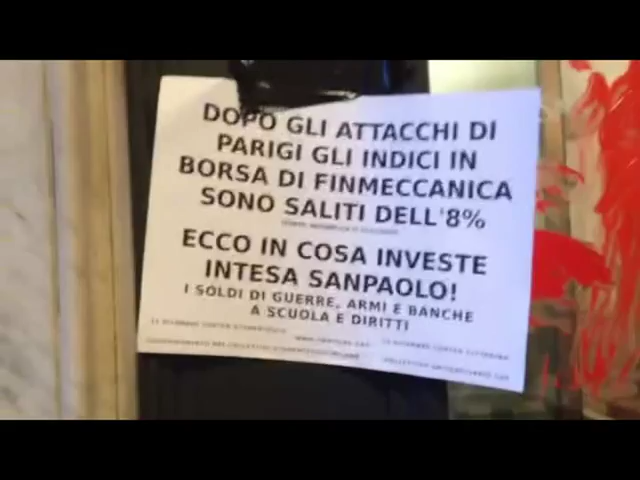 DOPO GLI ATTACCHI DI
PARIGI GLI INDICI IN
BORSA DI FINMECCANICA
SONO SALITI DELL'8%
ECCO IN COSA INVESTE
INTESA SANPAOLO!
I SOLDI DI GUERRE, ARMI E BANCHE
A SCUOLA E DIRITTI